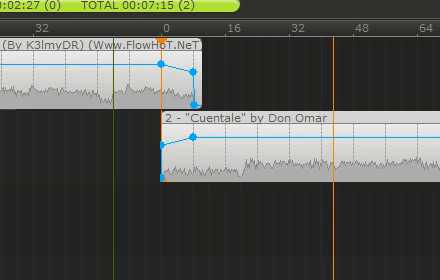 0:02:27 (0) TOTAL 00:07:15 (2)
32 0 16 32 48 64
(By K3lmyDR) (Www.FlowHoT.NeT
2 - "Cuentale" by Don Omar